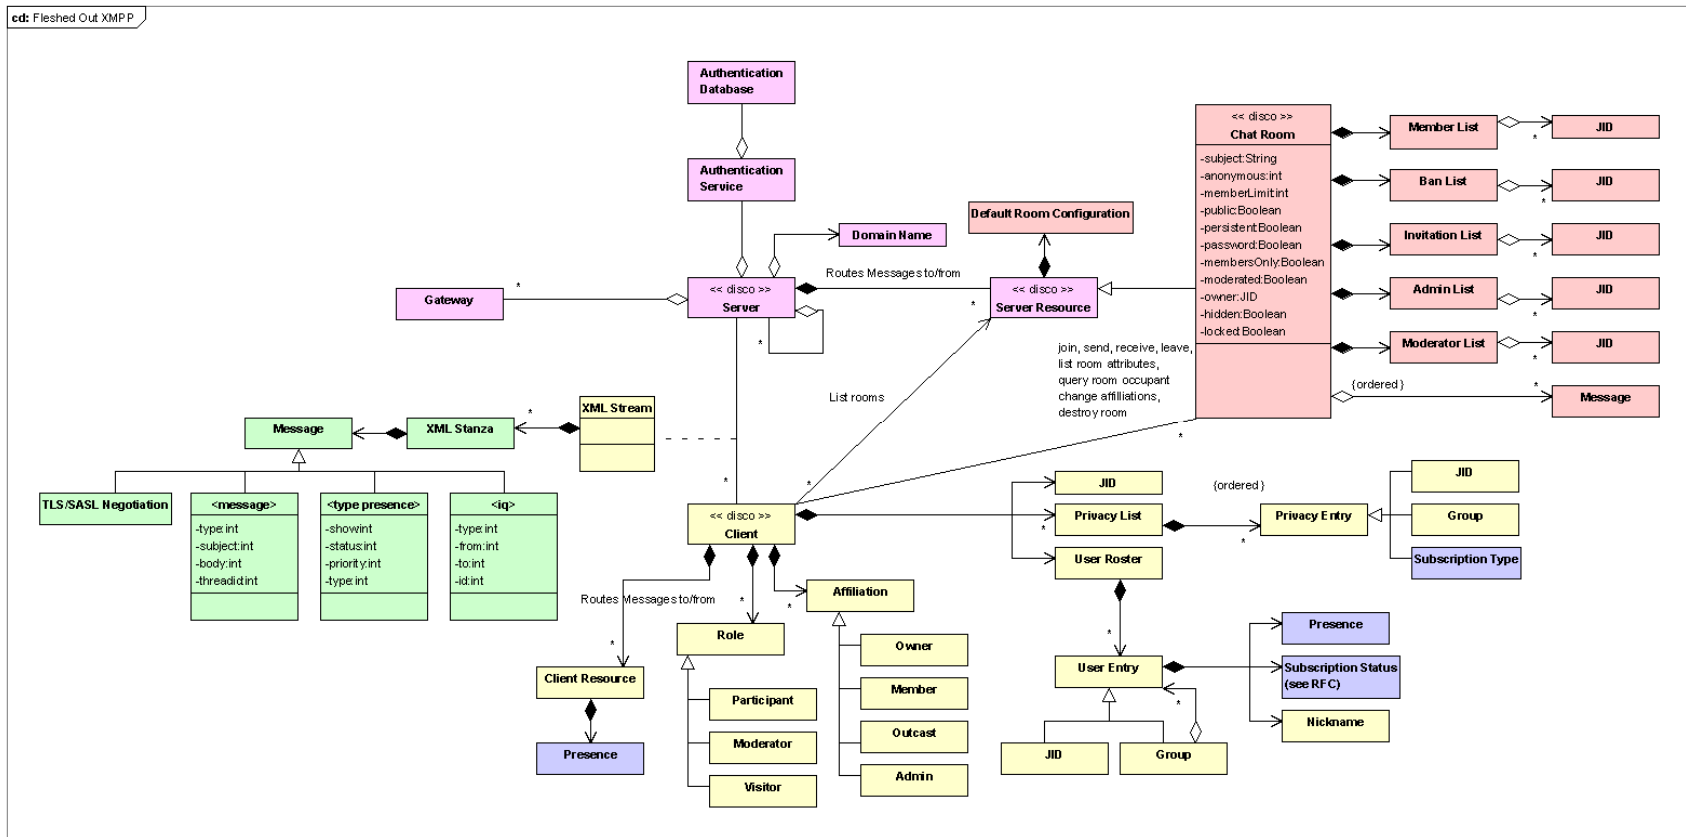 cd: Fleshed Out XMPP
Authentication
Database
Authentication
Service
Domain Name
Default Room Configuration
<< disco >>
Chat Room
-subject:String
-anonymous:int
-memberLimit:int
-public:Boolean
-persistent:Boolean
-password:Boolean
-membersOnly:Boolean
-moderated:Boolean
-owner:JID
-hidden:Boolean
-locked:Boolean
Member List
*
JID
Ban List
*
JID
Invitation List
*
JID
Admin List
*
JID
Moderator List
*
JID
{ordered }
*
Message
Gateway
*
<< disco >>
Server
*
Routes Messages to/from
*
<< disco >>
Server Resource
join, send, receive, leave,
list room attributes,
query room occupant
change affilliations,
destroy room
*
List rooms
*
XML Stream
*
XML Stanza
Message
TLS/SASL Negotiation
<message>
-type:int
-subject:int
-body:int
-threadid:int
<type presence>
-show:int
-status:int
-priority:int
-type:int
<iq>
-type:int
-from:int
-to:int
-id:int
*
<< disco >>
Client
JID
*
Privacy List
User Roster
{ordered }
*
Privacy Entry
JID
Group
Subscription Type
Routes Messages to/from
*
*
*
Affiliation
Owner
Member
Outcast
Admin
Role
Participant
Moderator
Visitor
Client Resource
Presence
*
User Entry
*
JID
Group
Presence
Subscription Status
(see RFC)
Nickname